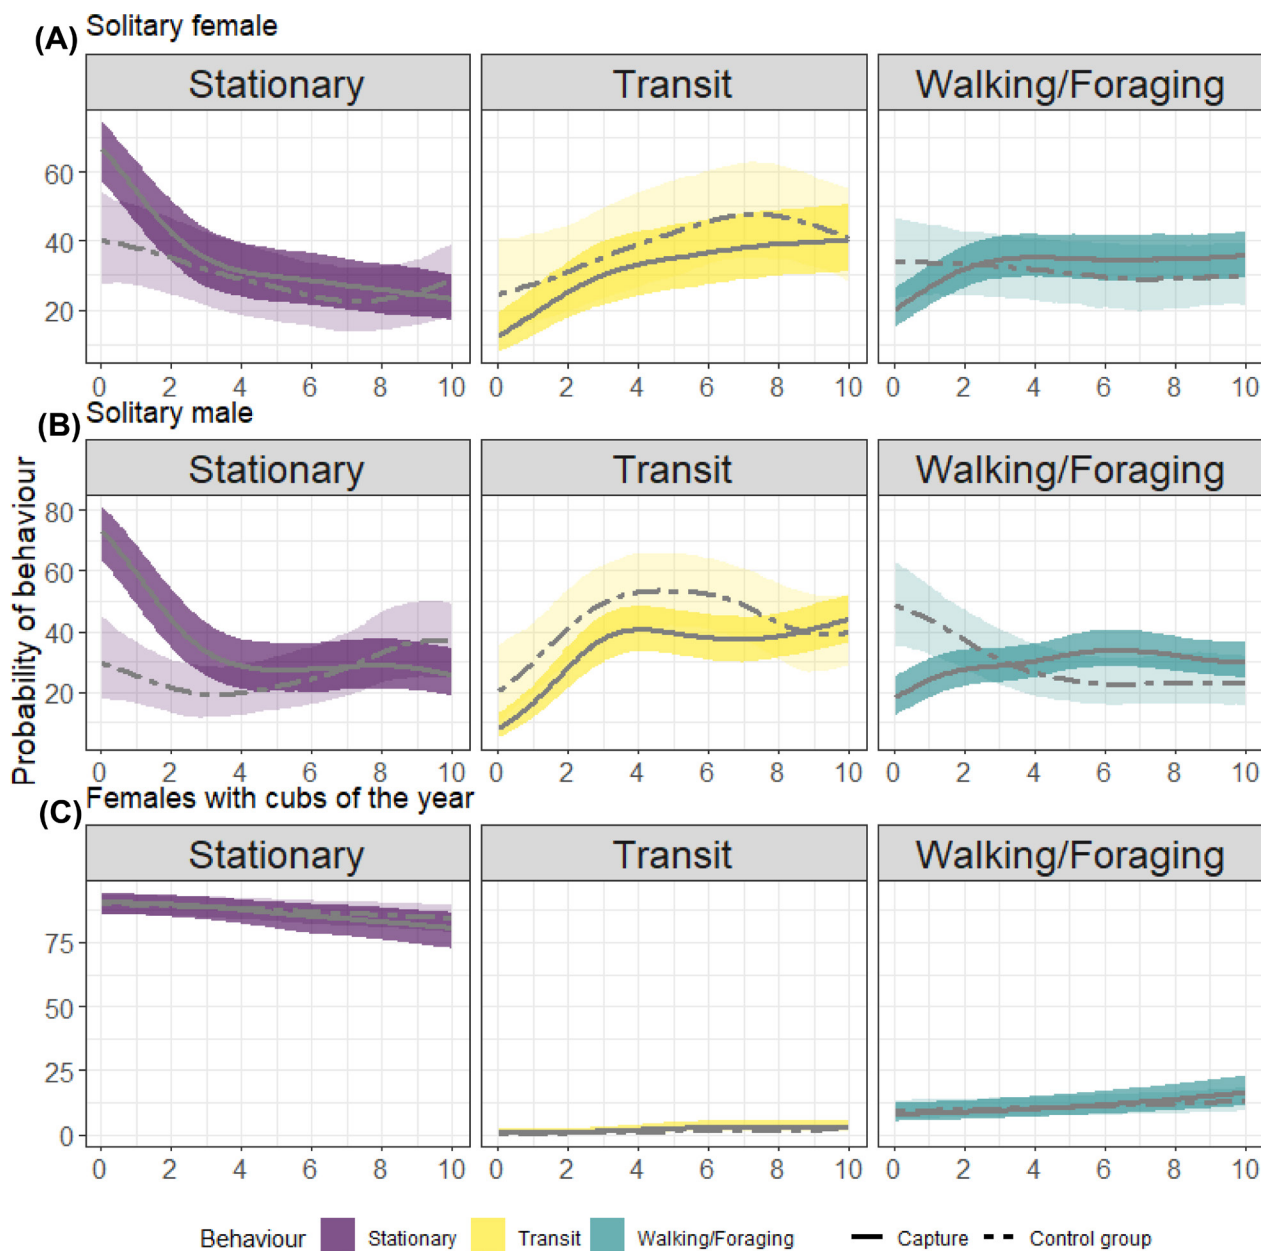 (A) Solitary female
Stationary Transit Walking/Foraging
60
40
20
0 2 4 6 8 10 0 2 4 6 8 10 0 2 4 6 8 10
(B) Solitary male
Stationary Transit Walking/Foraging
Probability of behaviour
80
60
40
20
0 2 4 6 8 10 0 2 4 6 8 10 0 2 4 6 8 10
(C) Females with cubs of the year
Stationary Transit Walking/Foraging
75
50
25
0
0 2 4 6 8 10 0 2 4 6 8 10 0 2 4 6 8 10
Behaviour Stationary Transit Walking/Foraging Capture Control group